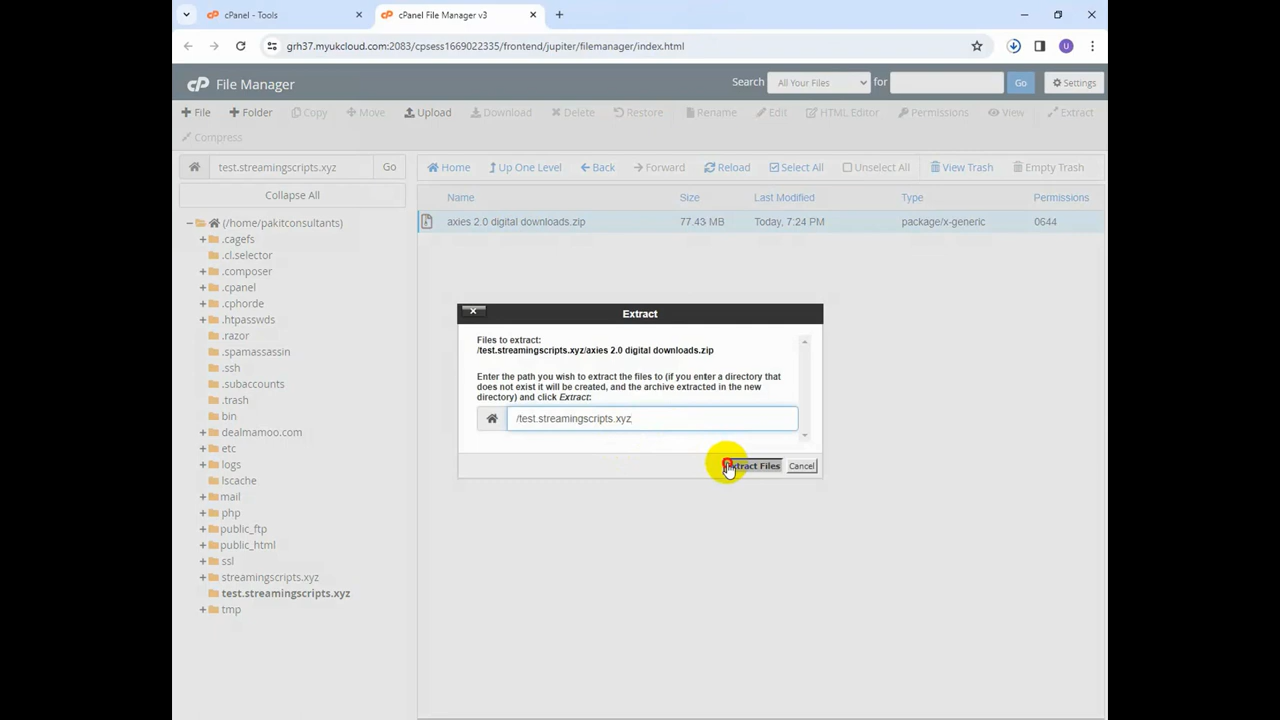 cPanel - Tools
cPanel File Manager v3
grh37.myukcloud.com:2083/cpsess1669022335/frontend/jupiter/filemanager/index.html
U
cP File Manager
Search All Your Files for Go Settings
File Folder Copy Move Upload Download Delete Restore Rename Edit HTML Editor Permissions View Extract
Compress
test.streamingscripts.xyz Go
Home Up One Level Back Forward Reload Select All Unselect All View Trash Empty Trash
Collapse All
Name Size Last Modified Type Permissions
axies 2.0 digital downloads.zip 77.43 MB Today, 7:24 PM package/x-generic 0644
(/home/pakitconsultants)
.cagefs
.cl.selector
.composer
.cpanel
.cphorde
.htpasswds
.razor
.spamassassin
.ssh
.subaccounts
.trash
bin
dealmamoo.com
etc
logs
lscache
mail
php
public_ftp
public_html
ssl
streamingscripts.xyz
test.streamingscripts.xyz
tmp
Extract
Files to extract:
/test.streamingscripts.xyz/axies 2.0 digital downloads.zip
Enter the path you wish to extract the files to (if you enter a directory that
does not exist it will be created, and the archive extracted in the new
directory) and click Extract:
/test.streamingscripts.xyz
Extract Files Cancel